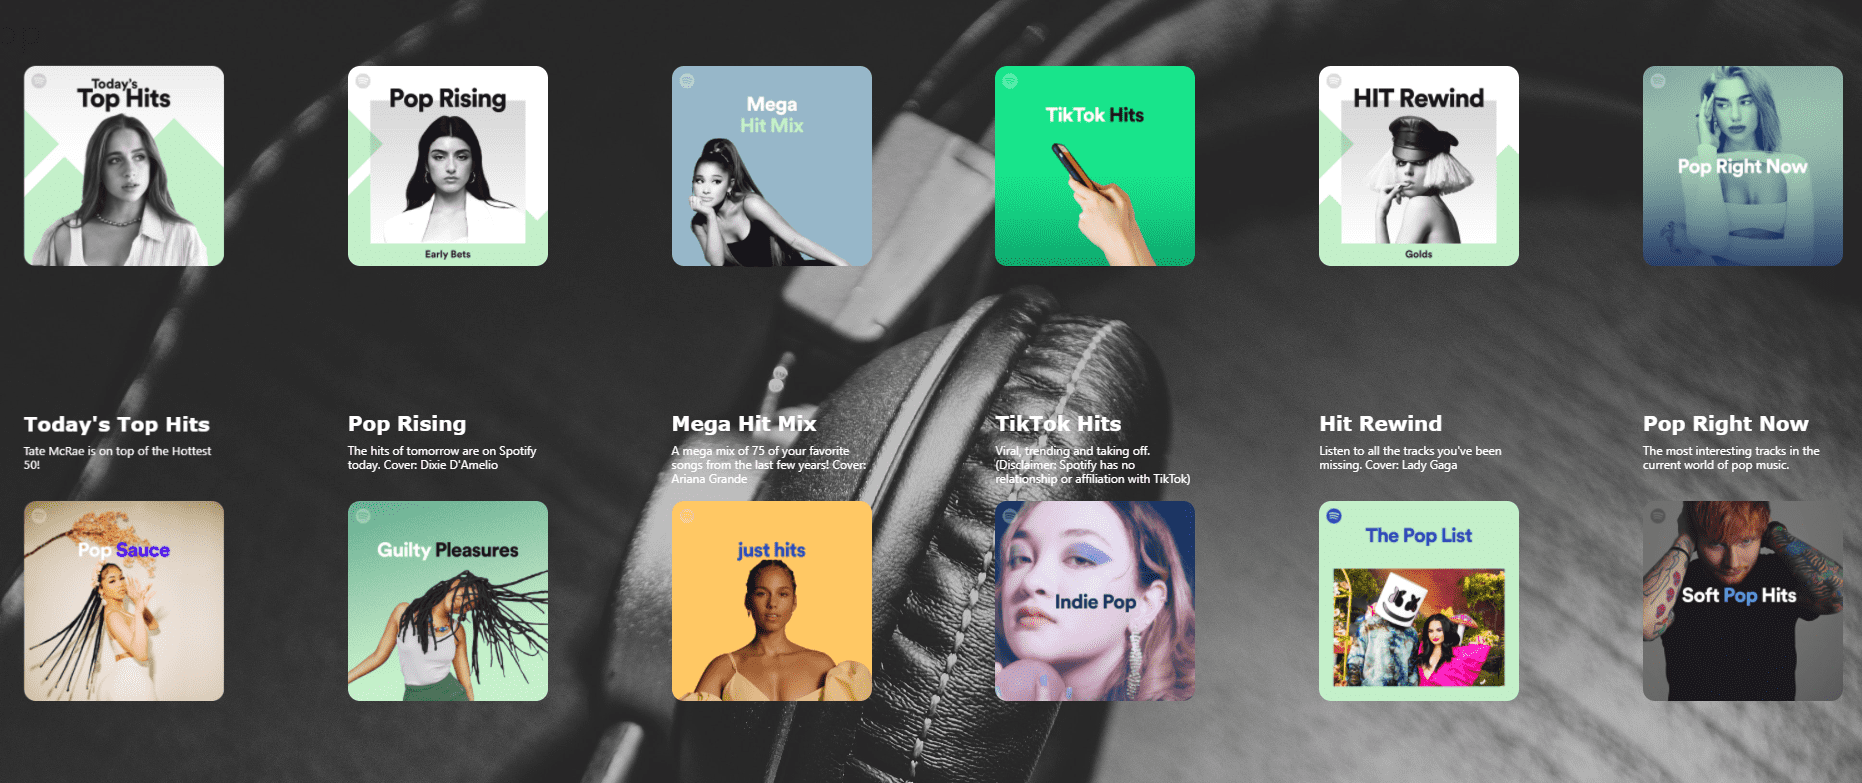 Today's
Top Hits
Pop Rising
Early Bets
Mega
Hit Mix
TikTok Hits
HIT Rewind
Golds
Pop Right Now
Today's Top Hits
Tate McRae is on top of the Hottest
50!
Pop Rising
The hits of tomorrow are on Spotify
today. Cover: Dixie D'Amelio
Mega Hit Mix
A mega mix of 75 of your favorite
songs from the last few years! Cover:
Ariana Grande
TikTok Hits
Viral, trending and taking off.
(Disclaimer: Spotify has no
relationship or affiliation with TikTok)
Hit Rewind
Listen to all the tracks you've been
missing. Cover: Lady Gaga
Pop Right Now
The most interesting tracks in the
current world of pop music.
Pop Sauce
Guilty Pleasures
just hits
Indie Pop
The Pop List
Soft Pop Hits